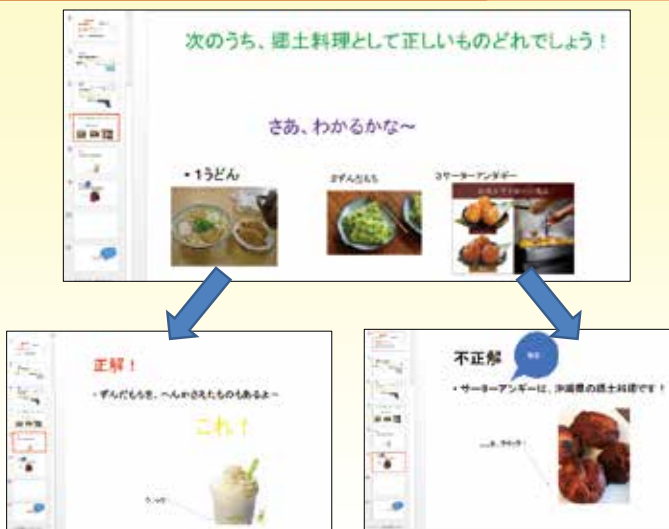 次のうち、郷土料理として正しいものどれでしょう！
さあ、わかるかな～
・1うどん
2ずんだもち
3サーターアンダギー
正解！
・ずんだもちを、へんかさえたものもあるよ～
これ！
不正解
・サーターアンギーは、沖縄県の郷土料理です！